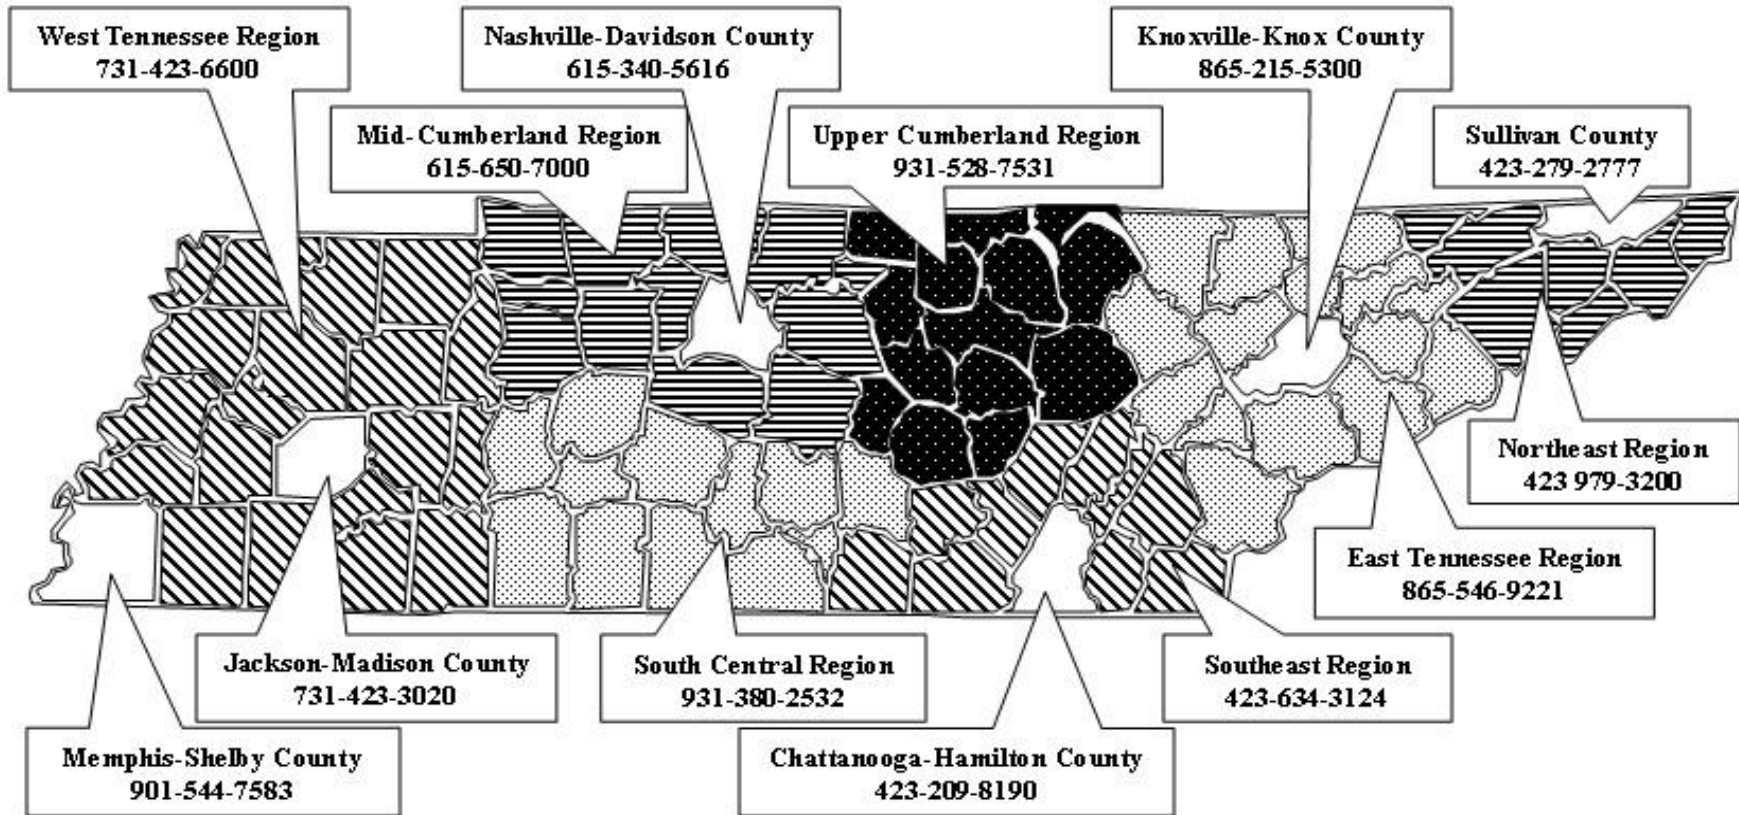 West Tennessee Region
731-423-6600
Nashville-Davidson County
615-340-5616
Knoxville-Knox County
865-215-5300
Mid-Cumberland Region
615-650-7000
Upper Cumberland Region
931-528-7531
Sullivan County
423-279-2777
Northeast Region
423 979-3200
East Tennessee Region
865-546-9221
Jackson-Madison County
731-423-3020
South Central Region
931-380-2532
Southeast Region
423-634-3124
Memphis-Shelby County
901-544-7583
Chattanooga-Hamilton County
423-209-8190